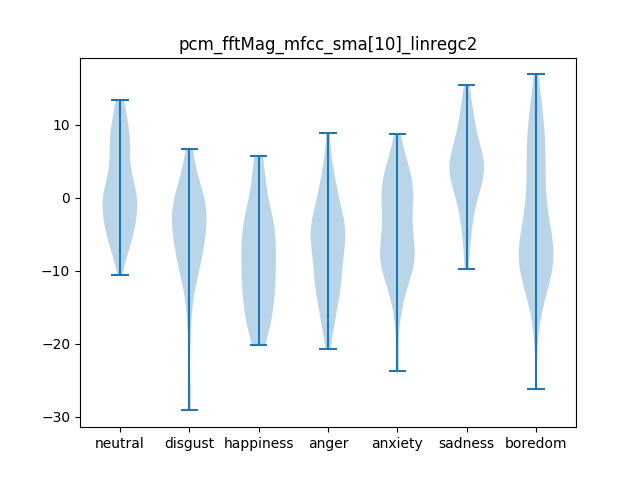 pcm_fftMag_mfcc_sma[10]_linregc2
10
0
−10
−20
−30
neutral disgust happiness anger anxiety sadness boredom